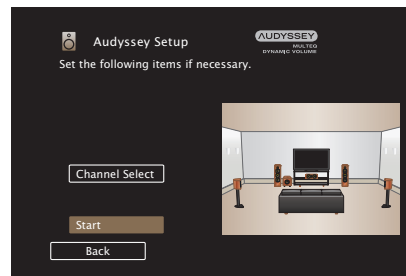 Audyssey Setup
AUDYSSEY
MULTEQ
DYNAMIC VOLUME
Set the following items if necessary.
Channel Select
Start
Back